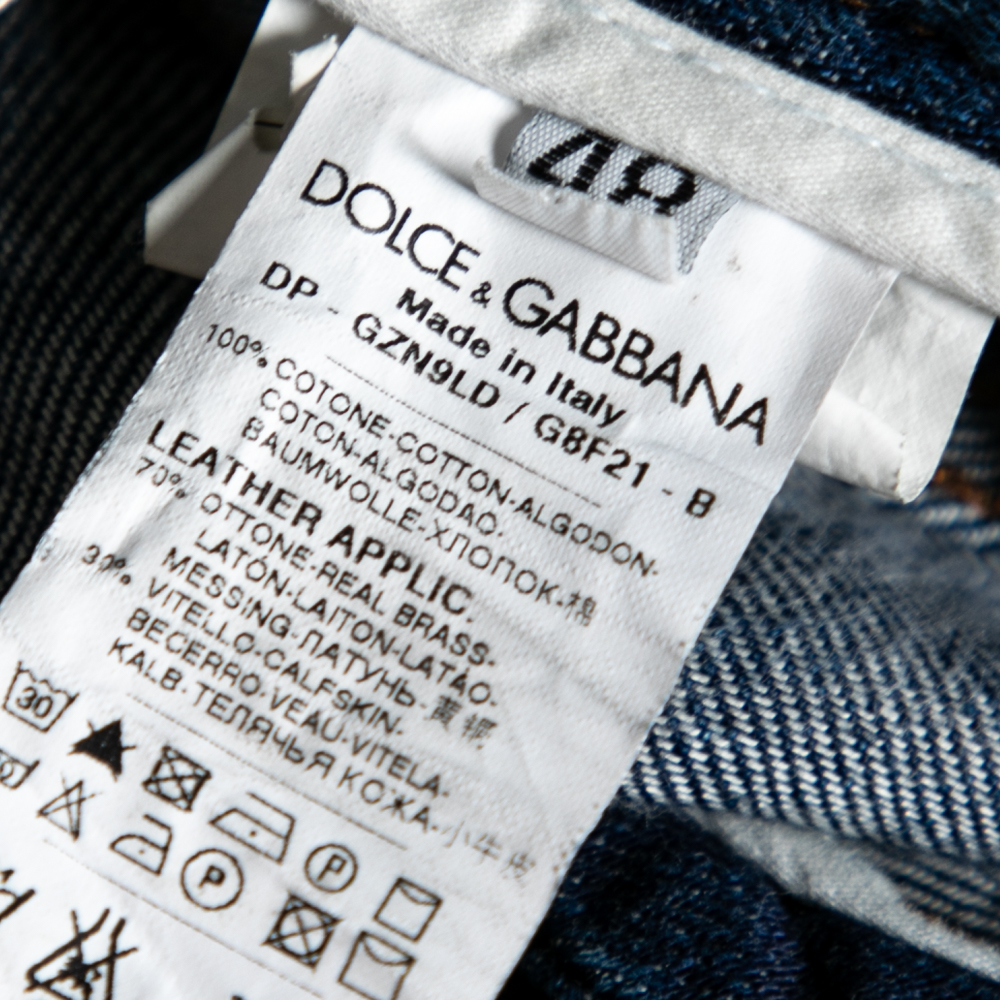 48
DOLCE & GABBANA
Made in Italy
DP - GZN9LD / G8F21 - B
100% COTONE-COTTON-ALGODON-
COTON-ALGODAO-
BAUMWOLLE-ХЛОПОК-棉
LEATHER APPLIC.
70% OTTONE-REAL BRASS-
LATÓN-LAITON-LATÃO-
MESSING-ЛАТУНЬ-黄铜
30% VITELLO-CALFSKIN-
BECERRO-VEAU-VITELA-
KALB-ТЕЛЯЧЬЯ КОЖА-小牛皮
30
P
P